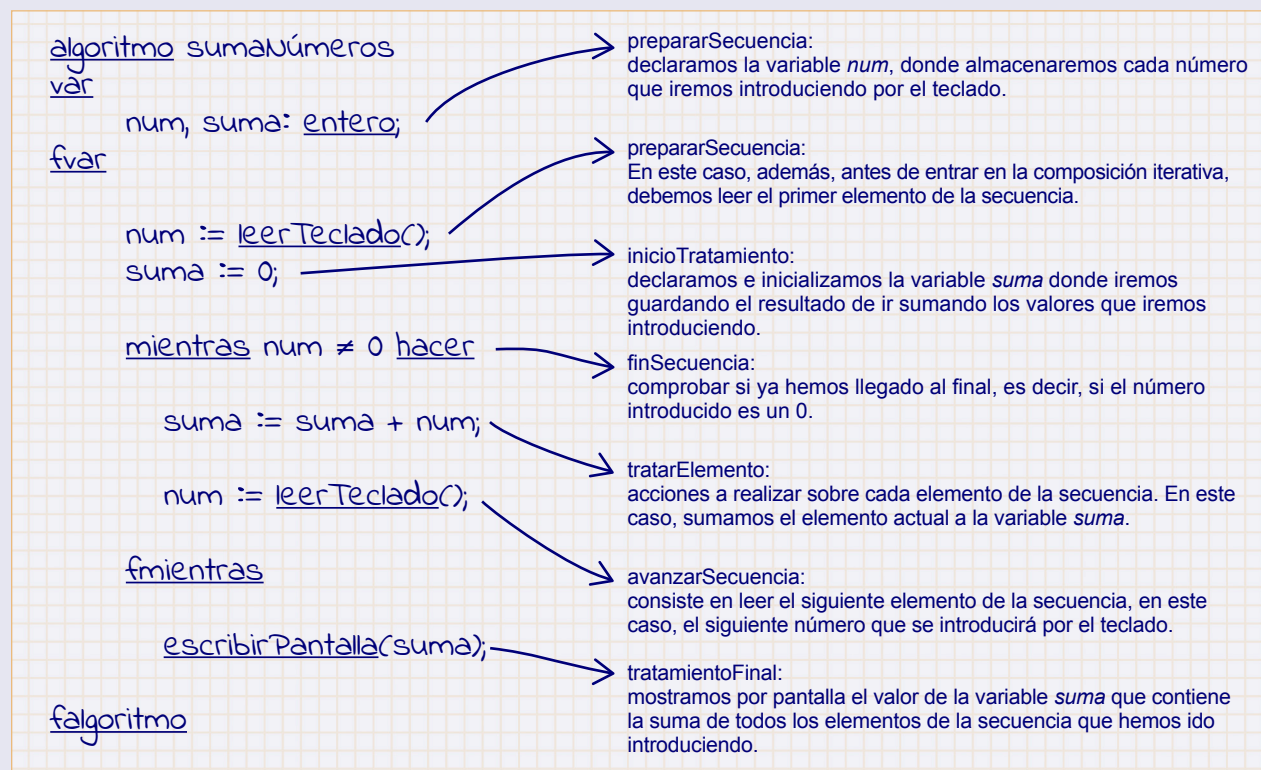 algoritmo sumaNúmeros
var
num, suma: entero;
fvar
num := leerTeclado();
suma := 0;
mientras num ≠ 0 hacer
suma := suma + num;
num := leerTeclado();
fmientras
escribirPantalla(suma);
falgoritmo
prepararSecuencia:
declaramos la variable num, donde almacenaremos cada número
que iremos introduciendo por el teclado.
prepararSecuencia:
En este caso, además, antes de entrar en la composición iterativa,
debemos leer el primer elemento de la secuencia.
inicioTratamiento:
declaramos e inicializamos la variable suma donde iremos
guardando el resultado de ir sumando los valores que iremos
introduciendo.
finSecuencia:
comprobar si ya hemos llegado al final, es decir, si el número
introducido es un 0.
tratarElemento:
acciones a realizar sobre cada elemento de la secuencia. En este
caso, sumamos el elemento actual a la variable suma.
avanzarSecuencia:
consiste en leer el siguiente elemento de la secuencia, en este
caso, el siguiente número que se introducirá por el teclado.
tratamientoFinal:
mostramos por pantalla el valor de la variable suma que contiene
la suma de todos los elementos de la secuencia que hemos ido
introduciendo.